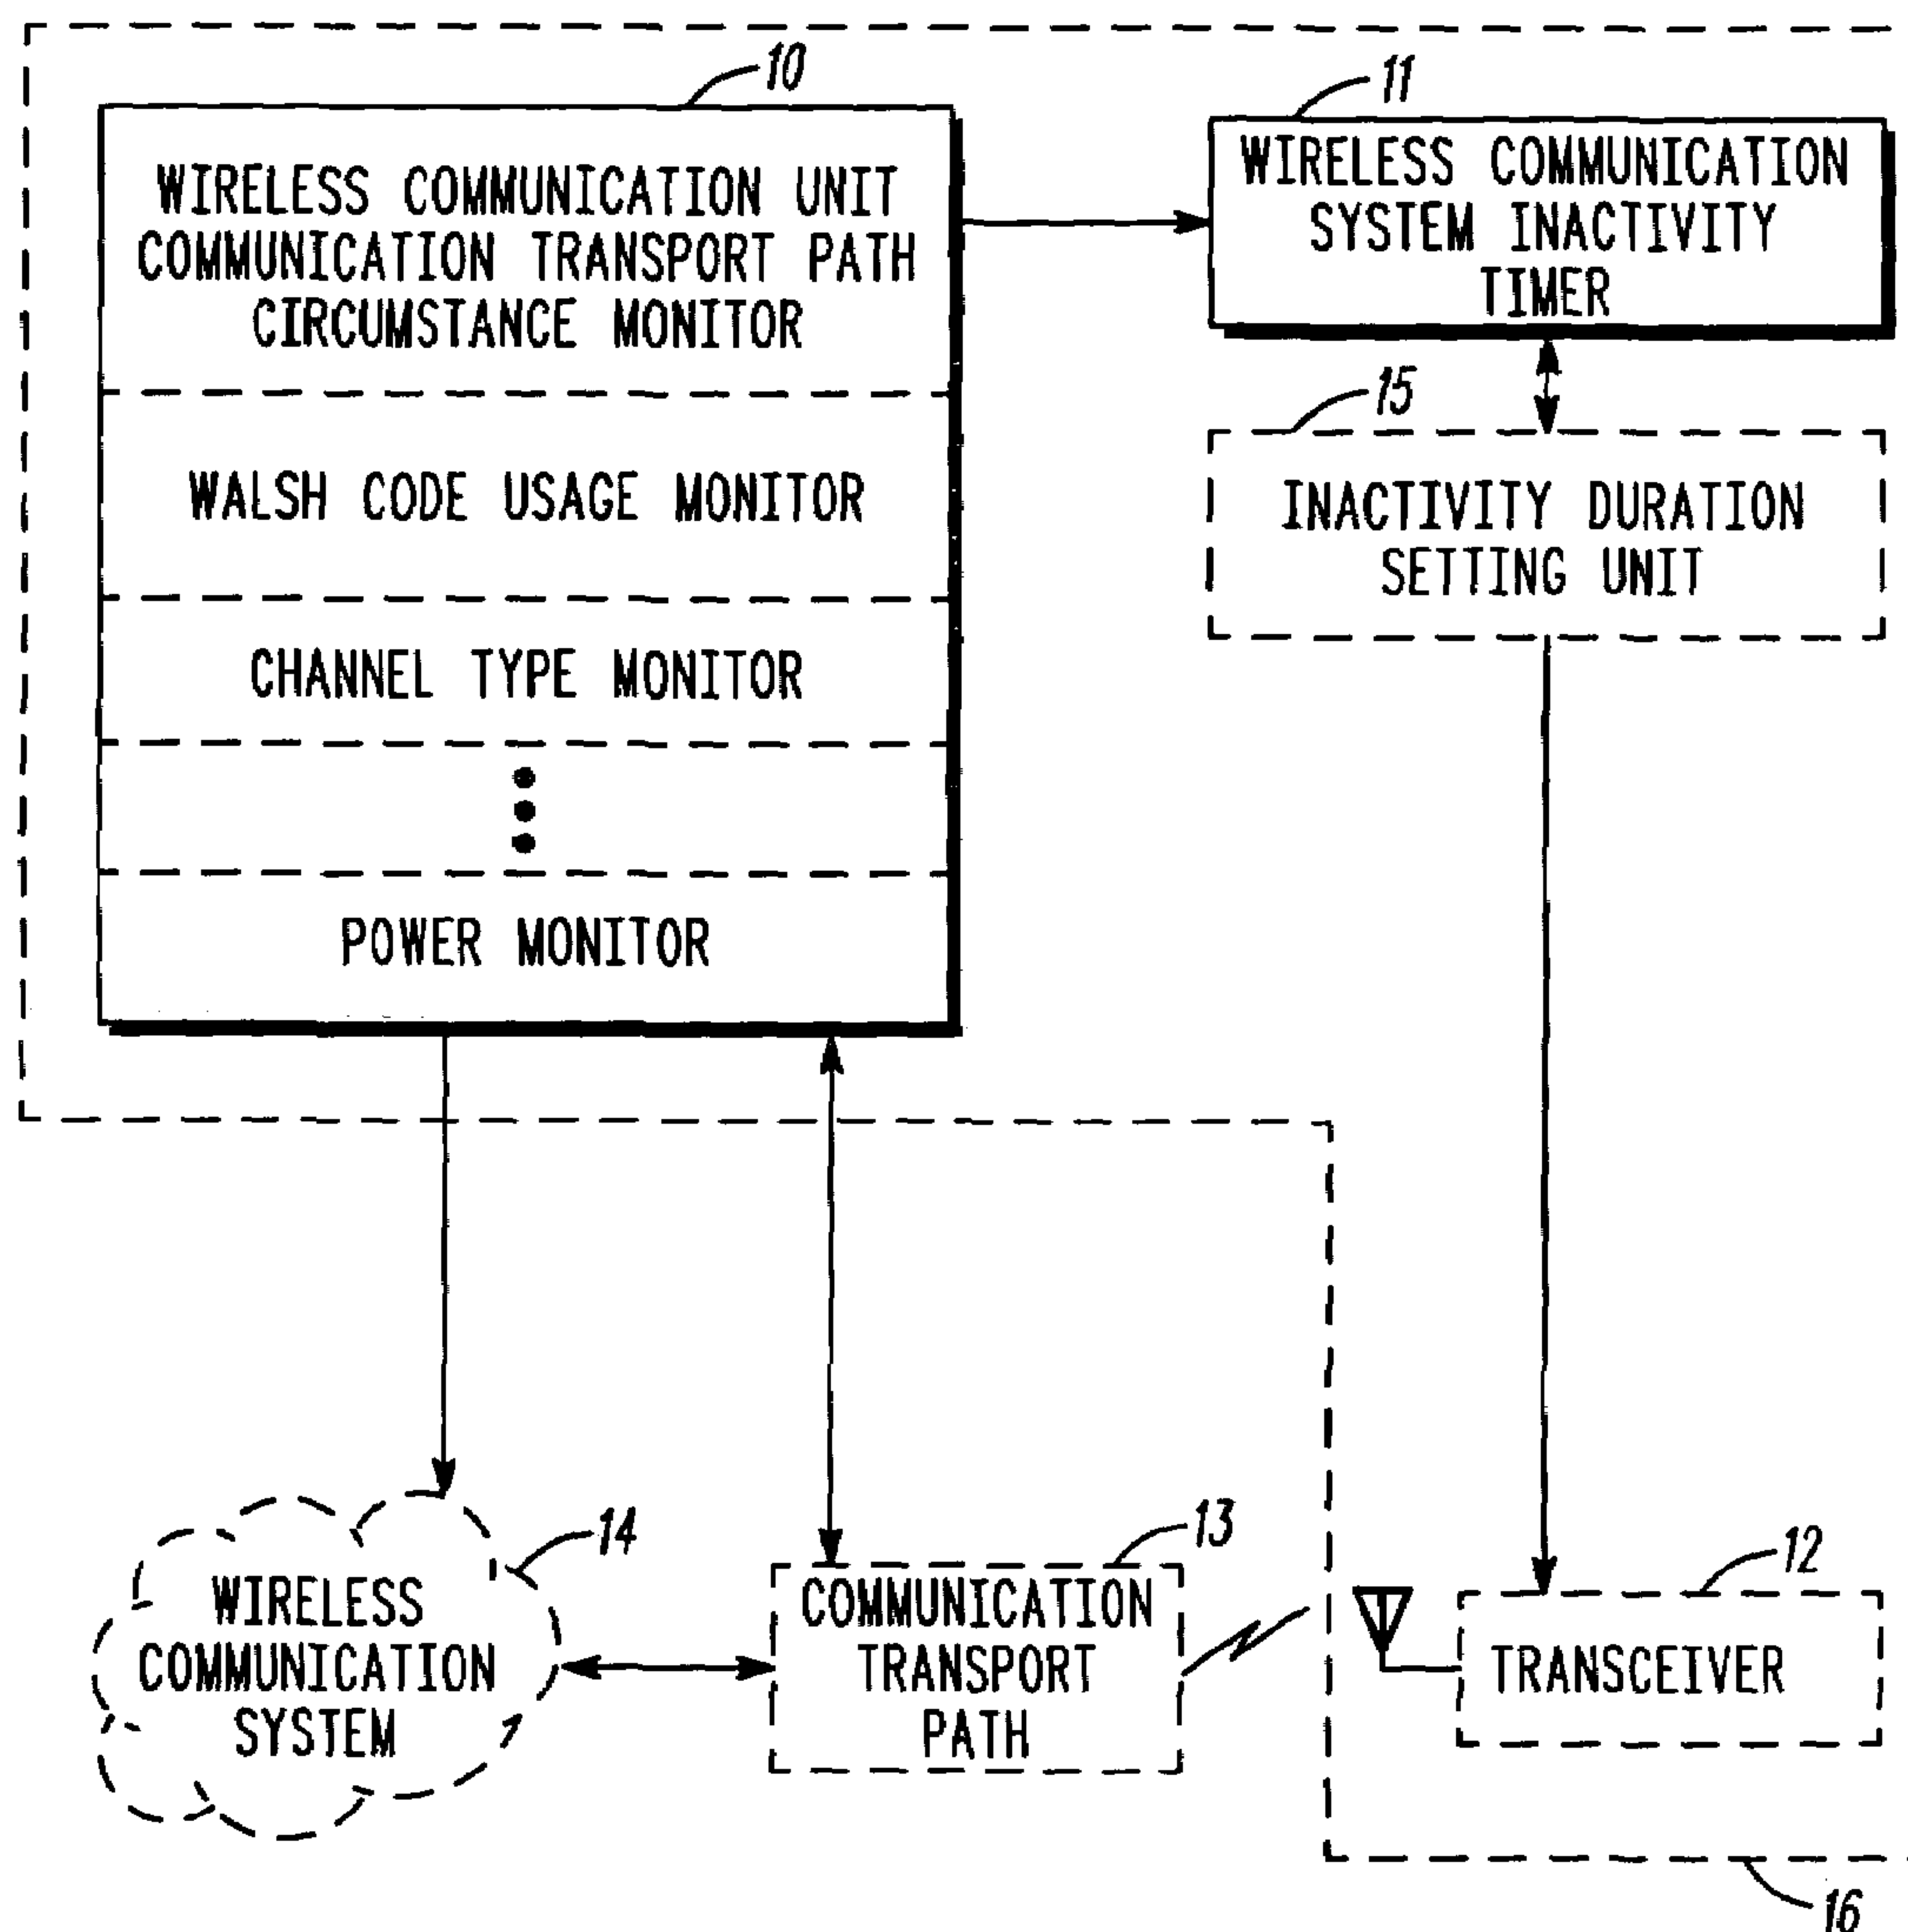 10
WIRELESS COMMUNICATION UNIT
COMMUNICATION TRANSPORT PATH
CIRCUMSTANCE MONITOR
WALSH CODE USAGE MONITOR
CHANNEL TYPE MONITOR
POWER MONITOR
11
WIRELESS COMMUNICATION
SYSTEM INACTIVITY
TIMER
15
INACTIVITY DURATION
SETTING UNIT
14
WIRELESS
COMMUNICATION
SYSTEM
13
COMMUNICATION
TRANSPORT
PATH
12
TRANSCEIVER
16